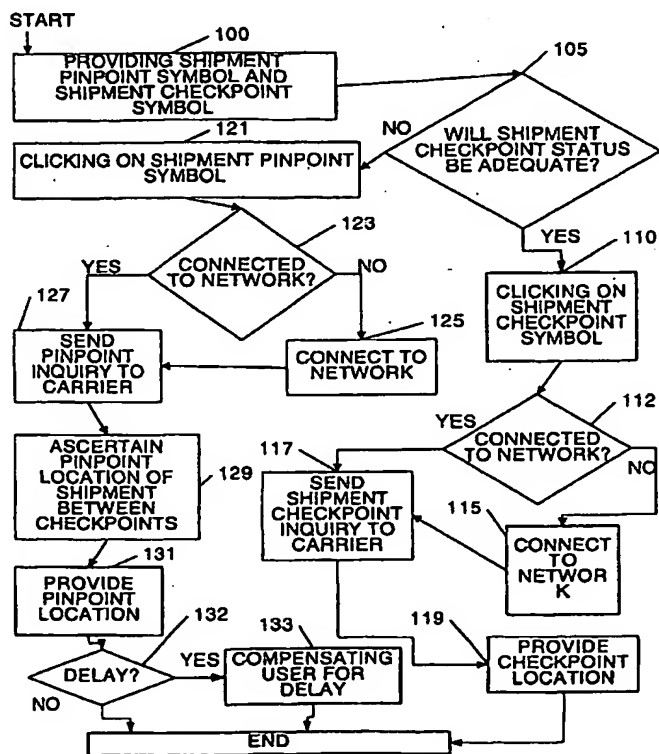 START
100
PROVIDING SHIPMENT
PINPOINT SYMBOL AND
SHIPMENT CHECKPOINT
SYMBOL
105
WILL SHIPMENT
CHECKPOINT STATUS
BE ADEQUATE?
NO
YES
121
CLICKING ON SHIPMENT PINPOINT
SYMBOL
123
CONNECTED
TO NETWORK?
YES
NO
125
CONNECT TO
NETWORK
127
SEND
PINPOINT
INQUIRY TO
CARRIER
129
ASCERTAIN
PINPOINT
LOCATION OF
SHIPMENT
BETWEEN
CHECKPOINTS
131
PROVIDE
PINPOINT
LOCATION
132
DELAY?
YES
NO
133
COMPENSATING
USER FOR
DELAY
110
CLICKING ON
SHIPMENT
CHECKPOINT
SYMBOL
112
CONNECTED
TO NETWORK?
YES
NO
115
CONNECT
TO
NETWOR
K
117
SEND
SHIPMENT
CHECKPOINT
INQUIRY TO
CARRIER
119
PROVIDE
CHECKPOINT
LOCATION
END